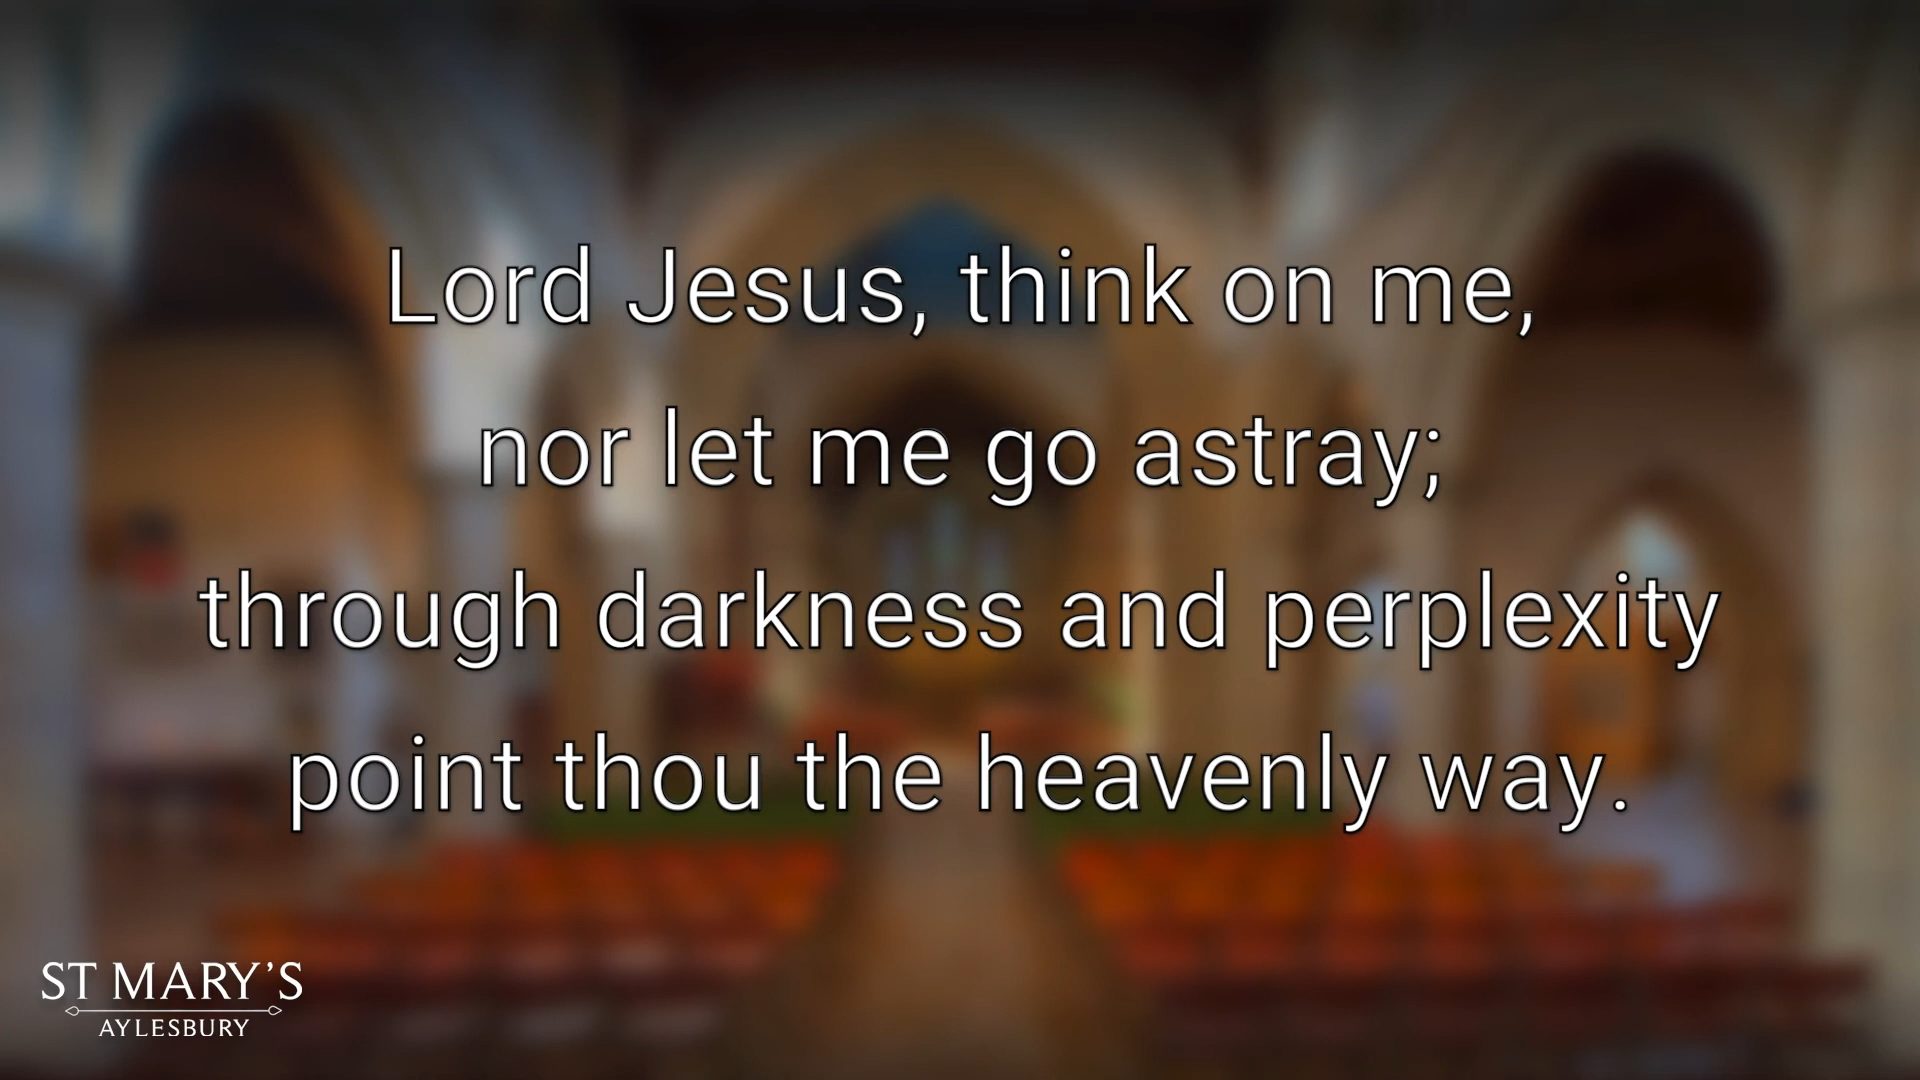 Lord Jesus, think on me,
nor let me go astray;
through darkness and perplexity
point thou the heavenly way.
ST MARY'S
AYLESBURY